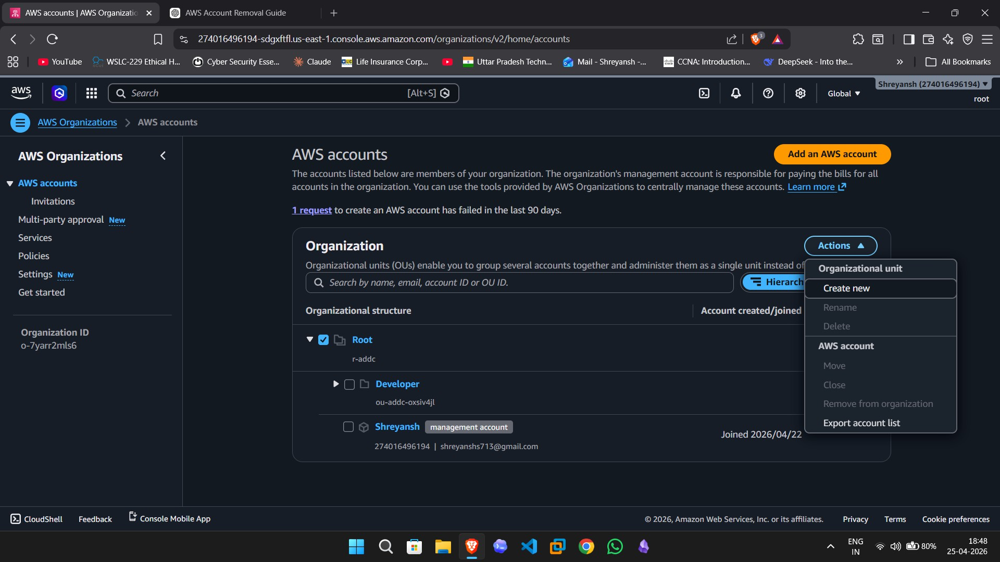 AWS accounts | AWS Organizatio
AWS Account Removal Guide
274016496194-sdgxftfl.us-east-1.console.aws.amazon.com/organizations/v2/home/accounts
3
YouTube
WSLC-229 Ethical H...
Cyber Security Esse...
Claude
Life Insurance Corp...
Uttar Pradesh Techn...
Mail - Shreyansh -...
CCNA: Introduction...
DeepSeek - Into the...
All Bookmarks
aws
Search
[Alt+S]
Global
Shreyansh (274016496194)
root
AWS Organizations
AWS accounts
AWS Organizations
AWS accounts
Invitations
Multi-party approval New
Services
Policies
Settings New
Get started
Organization ID
o-7yarr2mls6
AWS accounts
Add an AWS account
The accounts listed below are members of your organization. The organization's management account is responsible for paying the bills for all
accounts in the organization. You can use the tools provided by AWS Organizations to centrally manage these accounts. Learn more
1 request to create an AWS account has failed in the last 90 days.
Organization
Actions
Organizational units (OUs) enable you to group several accounts together and administer them as a single unit instead of
Search by name, email, account ID or OU ID.
Hierarch
Organizational structure
Account created/joined
Root
r-addc
Developer
ou-addc-oxsiv4jl
Shreyansh management account
Joined 2026/04/22
274016496194 | shreyanshs713@gmail.com
Organizational unit
Create new
Rename
Delete
AWS account
Move
Close
Remove from organization
Export account list
CloudShell
Feedback
Console Mobile App
© 2026, Amazon Web Services, Inc. or its affiliates.
Privacy
Terms
Cookie preferences
ENG
IN
80%
18:48
25-04-2026